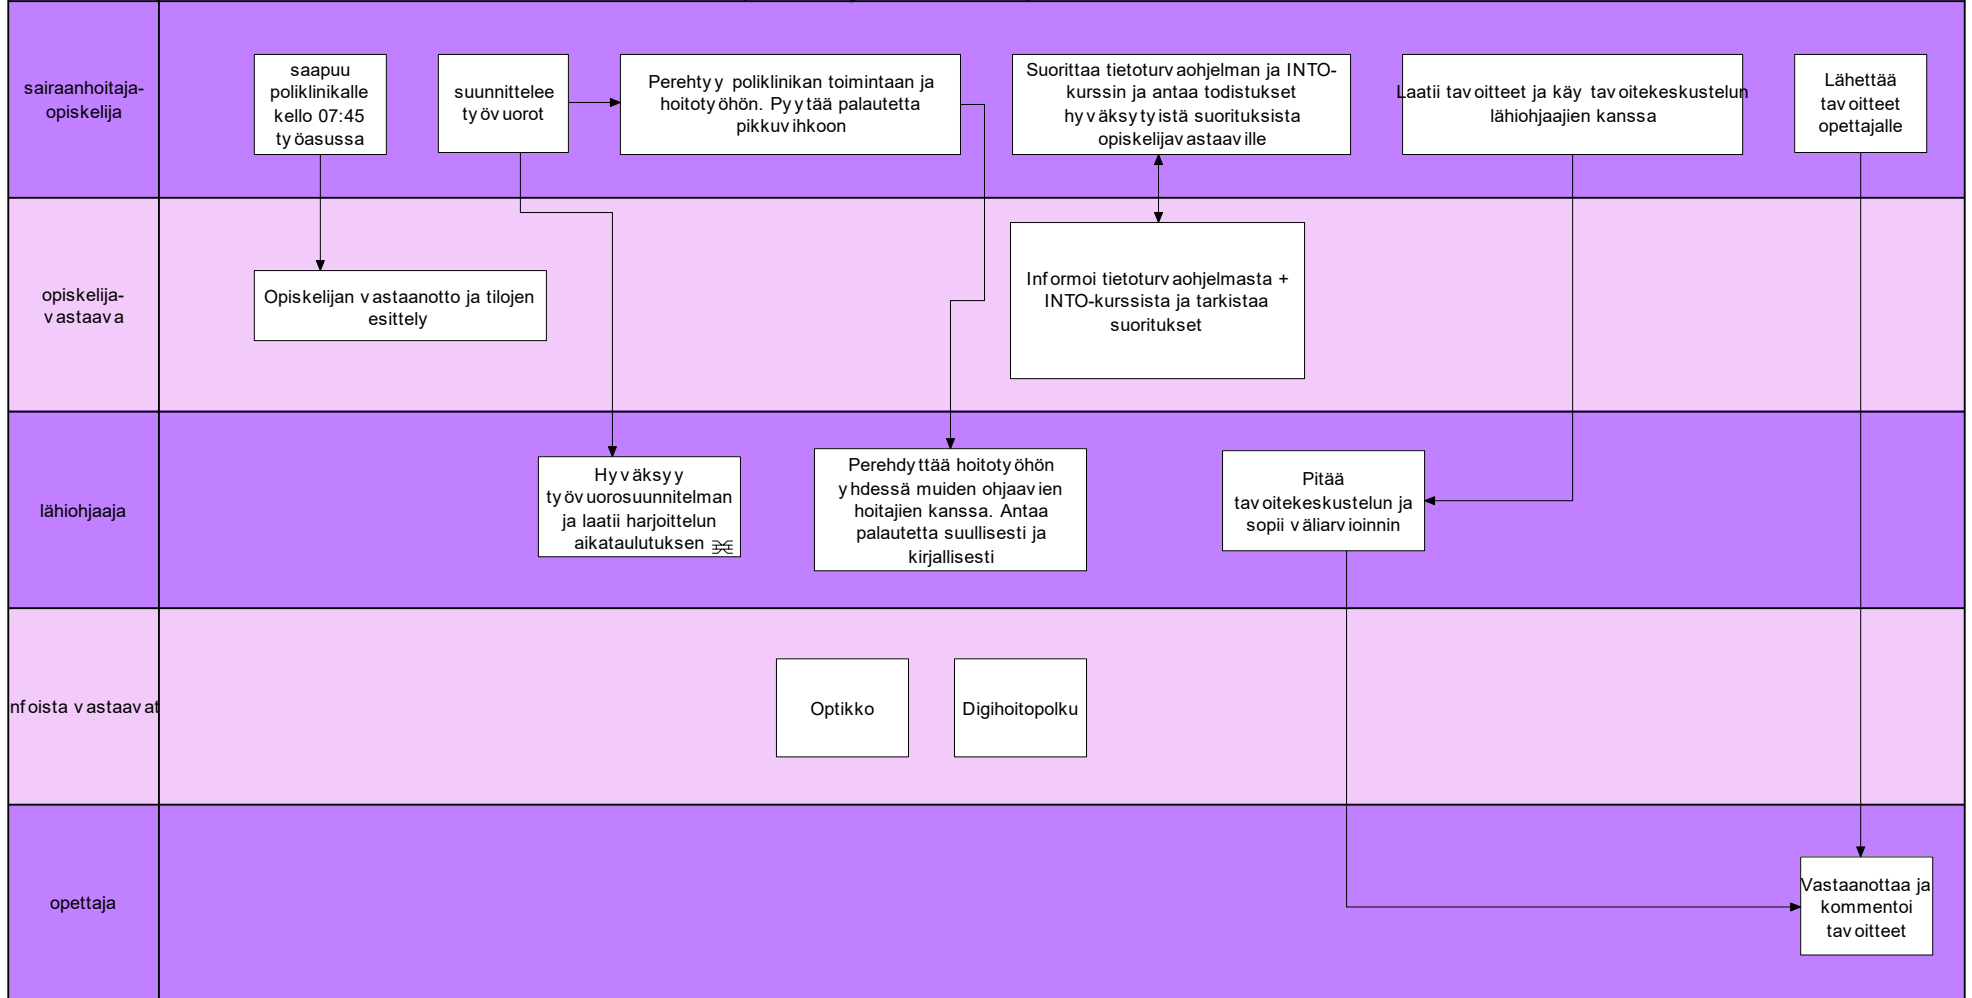 sairaanhoitaja-
opiskelija
saapuu
poliklinikalle
kello 07:45
työasussa
suunnittelee
työvuorot
Perehtyy poliklinikan toimintaan ja
hoitotyöhön. Pyytää palautetta
pikkuvihkoon
Suorittaa tietoturvaohjelman ja INTO-
kurssin ja antaa todistukset
hyväksytyistä suorituksista
opiskelijavastaaville
Laatii tavoitteet ja käy tavoitekeskustelun
lähiohjaajien kanssa
Lähettää
tavoitteet
opettajalle
opiskelija-
vastaava
Opiskelijan vastaanotto ja tilojen
esittely
Informoi tietoturvaohjelmasta +
INTO-kurssista ja tarkistaa
suoritukset
lähiohjaaja
Hyväksyy
työvuorosuunnitelman
ja laatii harjoittelun
aikataulutuksen
Perehdyttää hoitotyöhön
yhdessä muiden ohjaavien
hoitajien kanssa. Antaa
palautetta suullisesti ja
kirjallisesti
Pitää
tavoitekeskustelun ja
sopii väliarvioinnin
nfoista vastaavat
Optikko
Digihoitopolku
opettaja
Vastaanottaa ja
kommentoi
tavoitteet